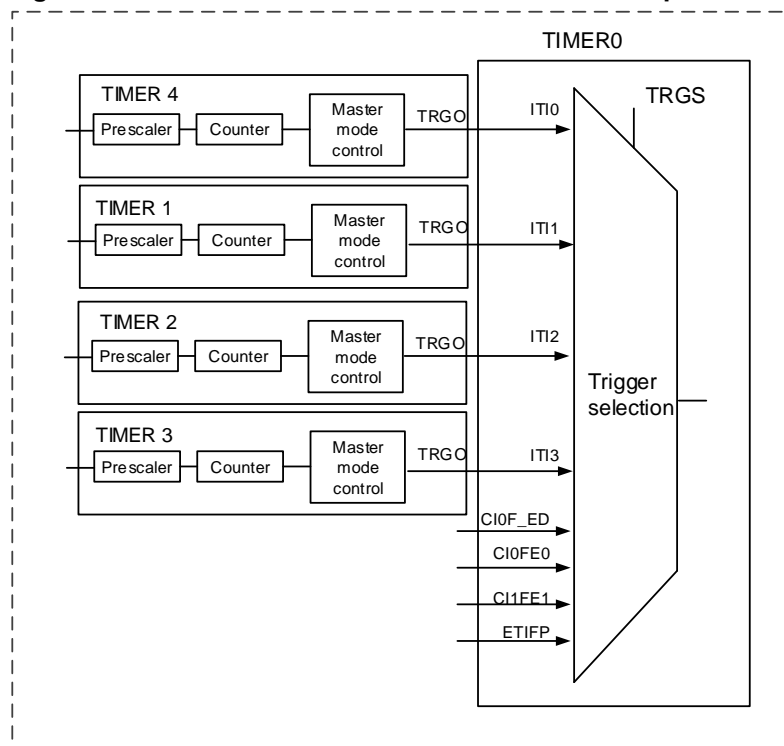 TIMER0
TIMER 4
Prescaler
Counter
Master
mode
control
TRGO
ITI0
TRGS
TIMER 1
Prescaler
Counter
Master
mode
control
TRGO
ITI1
TIMER 2
Prescaler
Counter
Master
mode
control
TRGO
ITI2
Trigger
selection
TIMER 3
Prescaler
Counter
Master
mode
control
TRGO
ITI3
CI0F_ED
CI0FE0
CI1FE1
ETIFP